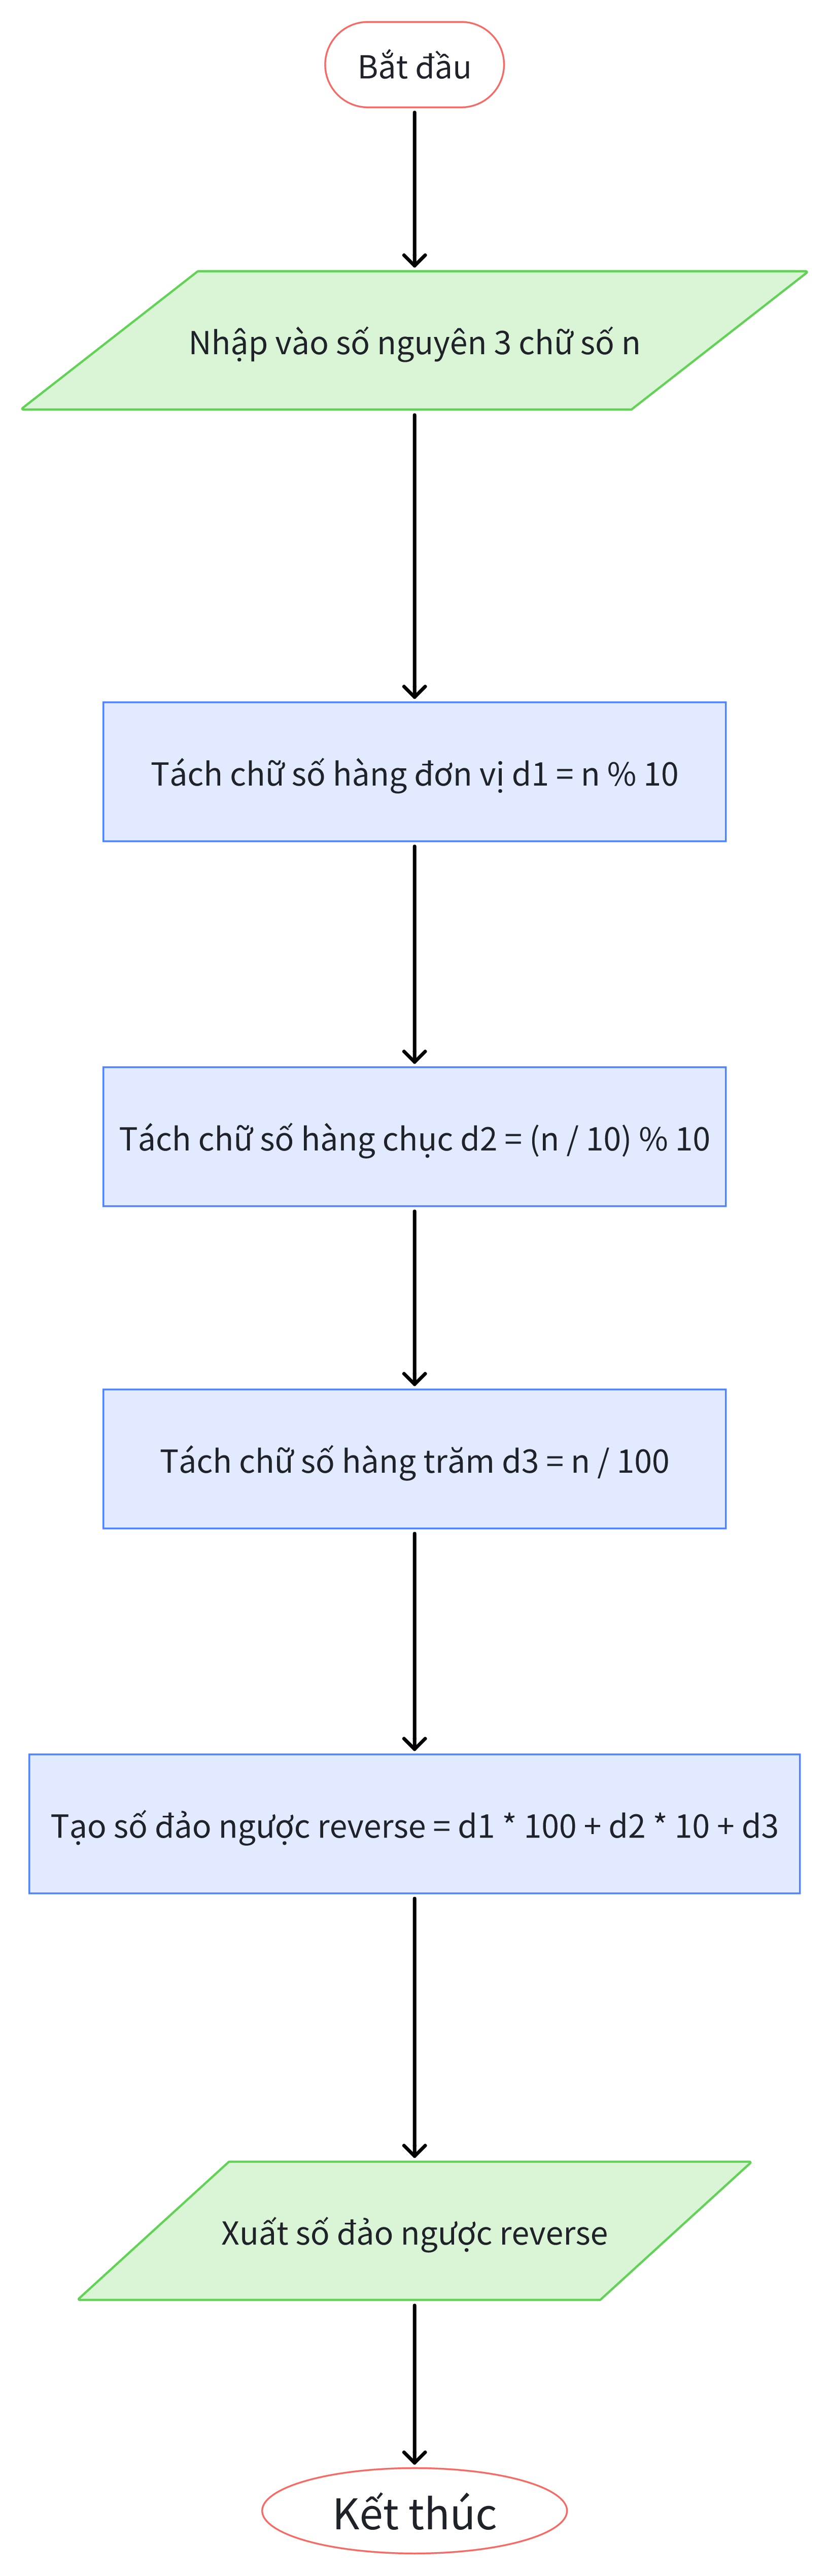 Bắt đầu
Nhập vào số nguyên 3 chữ số n
Tách chữ số hàng đơn vị d1 = n % 10
Tách chữ số hàng chục d2 = (n / 10) % 10
Tách chữ số hàng trăm d3 = n / 100
Tạo số đảo ngược reverse = d1 * 100 + d2 * 10 + d3
Xuất số đảo ngược reverse
Kết thúc